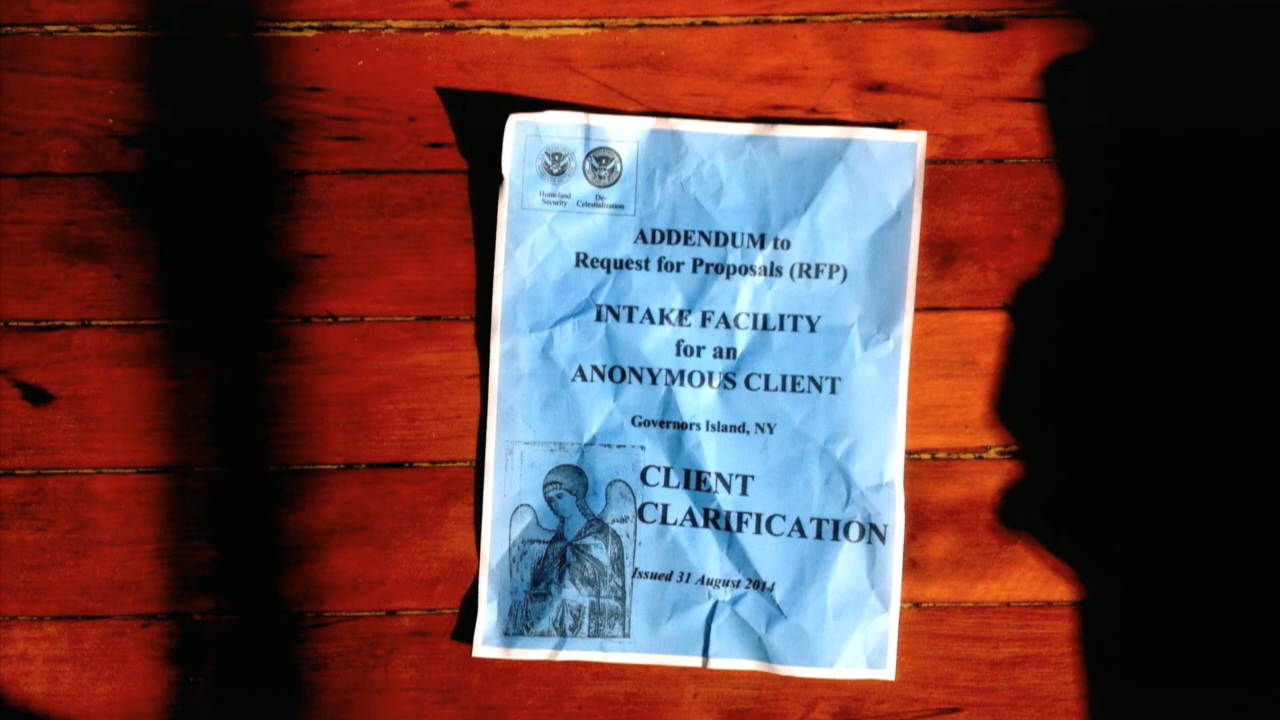 Homeland
Security
De-
Celestialization
ADDENDUM to
Request for Proposals (RFP)
INTAKE FACILITY
for an
ANONYMOUS CLIENT
Governors Island, NY
CLIENT
CLARIFICATION
Issued 31 August 2014